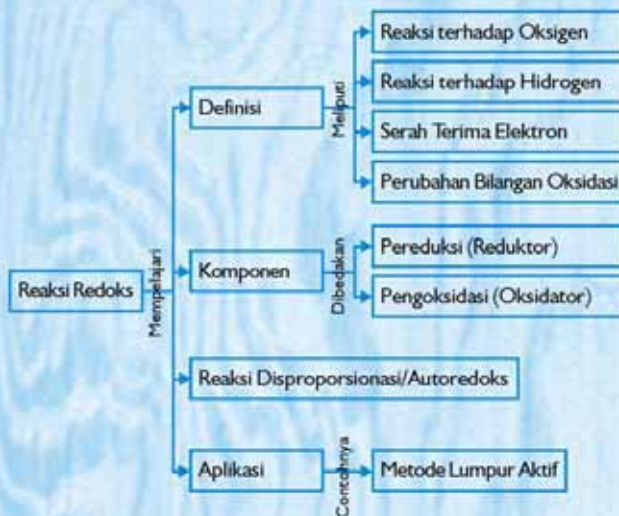 Reaksi Redoks
Mempelajari
Definisi
Meliputi
Reaksi terhadap Oksigen
Reaksi terhadap Hidrogen
Serah Terima Elektron
Perubahan Bilangan Oksidasi
Komponen
Dibedakan
Pereduksi (Reduktor)
Pengoksidasi (Oksidator)
Reaksi Disproporsionasi/Autoredoks
Aplikasi
Contohnya
Metode Lumpur Aktif